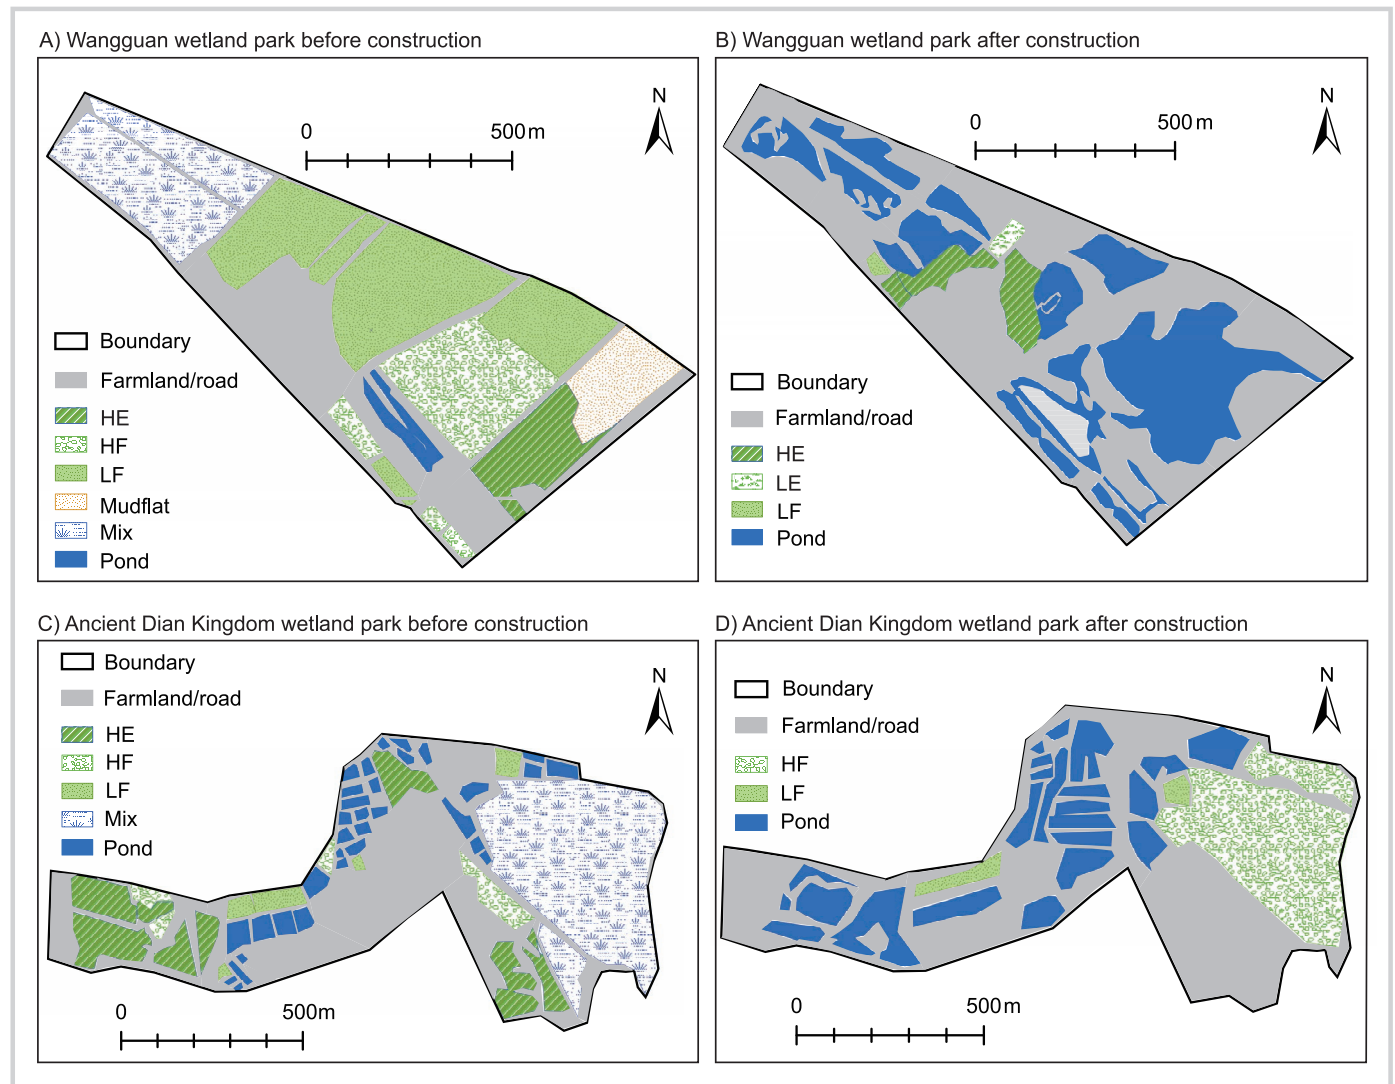 A) Wangguan wetland park before construction
0 500m
N
Boundary
Farmland/road
HE
HF
LF
Mudflat
Mix
Pond
B) Wangguan wetland park after construction
0 500m
N
Boundary
Farmland/road
HE
LE
LF
Pond
C) Ancient Dian Kingdom wetland park before construction
Boundary
Farmland/road
HE
HF
LF
Mix
Pond
N
0 500m
D) Ancient Dian Kingdom wetland park after construction
Boundary
Farmland/road
HF
LF
Pond
N
0 500m